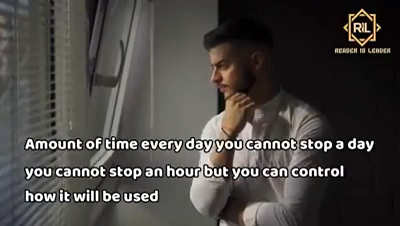 RIL
READER IS LEADER
Amount of time every day you cannot stop a day
you cannot stop an hour but you can control
how it will be used